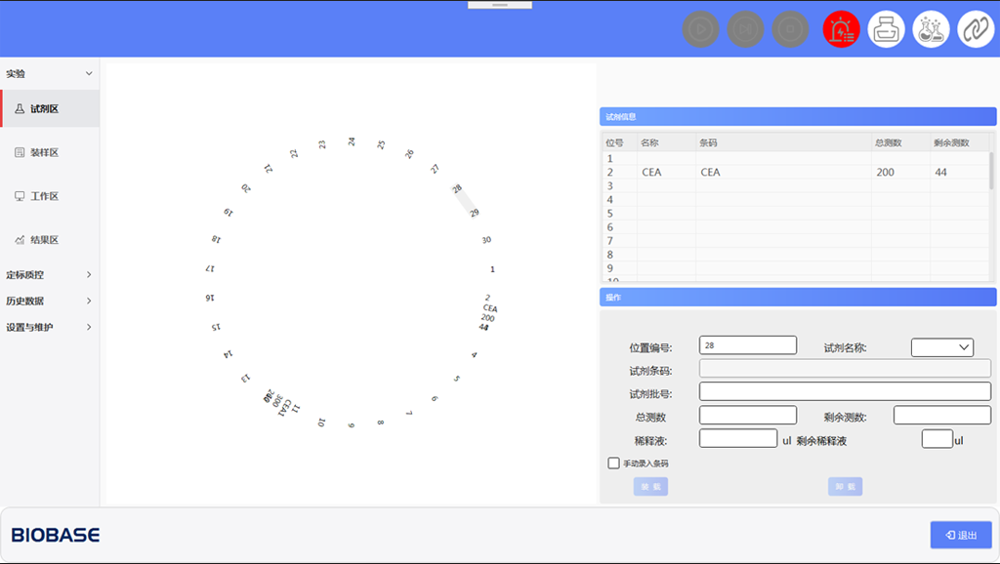 实验
试剂区
装样区
工作区
结果区
定标质控
历史数据
设置与维护
24
25
26
27
28
29
30
1
2
CEA
200
44
4
5
6
7
8
9
10
11
CEA1
300
13
14
15
16
17
18
19
20
21
22
23
试剂信息
位号 名称 条码 总测数 剩余测数
1
2 CEA CEA 200 44
3
4
5
6
7
8
9
10
操作
位置编号: 28 试剂名称:
试剂条码:
试剂批号:
总测数 剩余测数:
稀释液: ul 剩余稀释液 ul
手动录入条码
装 载 卸 载
BIOBASE
退出